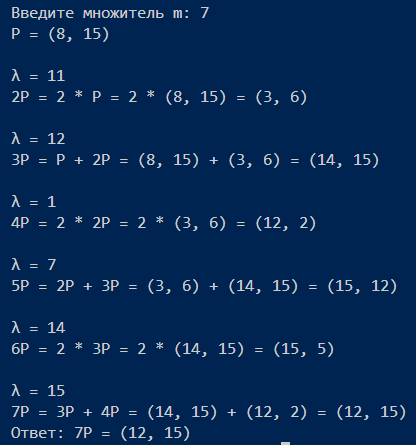 Введите множитель m: 7
P = (8, 15)
λ = 11
2P = 2 * P = 2 * (8, 15) = (3, 6)
λ = 12
3P = P + 2P = (8, 15) + (3, 6) = (14, 15)
λ = 1
4P = 2 * 2P = 2 * (3, 6) = (12, 2)
λ = 7
5P = 2P + 3P = (3, 6) + (14, 15) = (15, 12)
λ = 14
6P = 2 * 3P = 2 * (14, 15) = (15, 5)
λ = 15
7P = 3P + 4P = (14, 15) + (12, 2) = (12, 15)
Ответ: 7P = (12, 15)